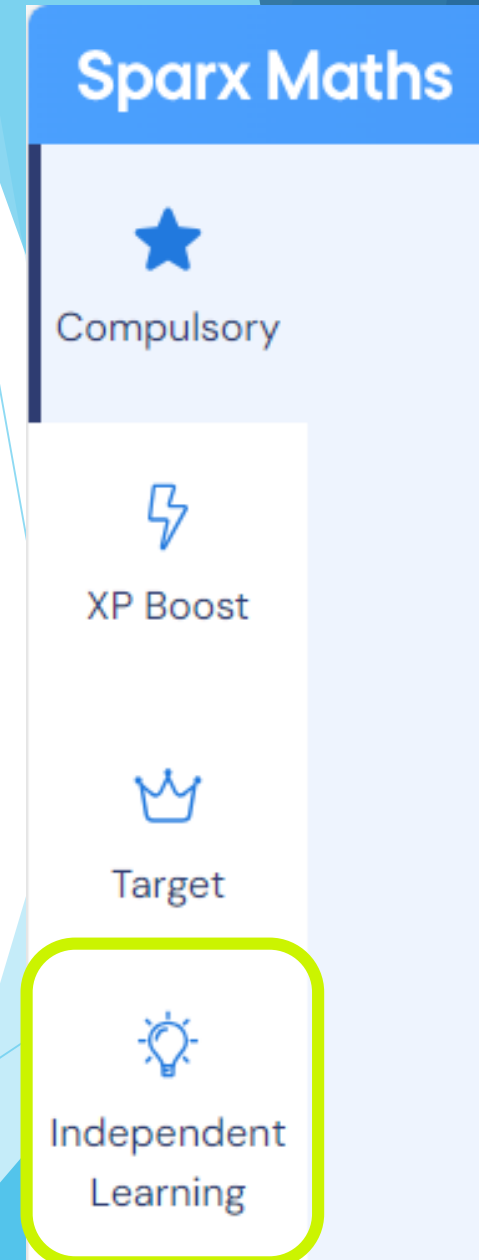 Sparx Maths
Compulsory
XP Boost
Target
Independent
Learning